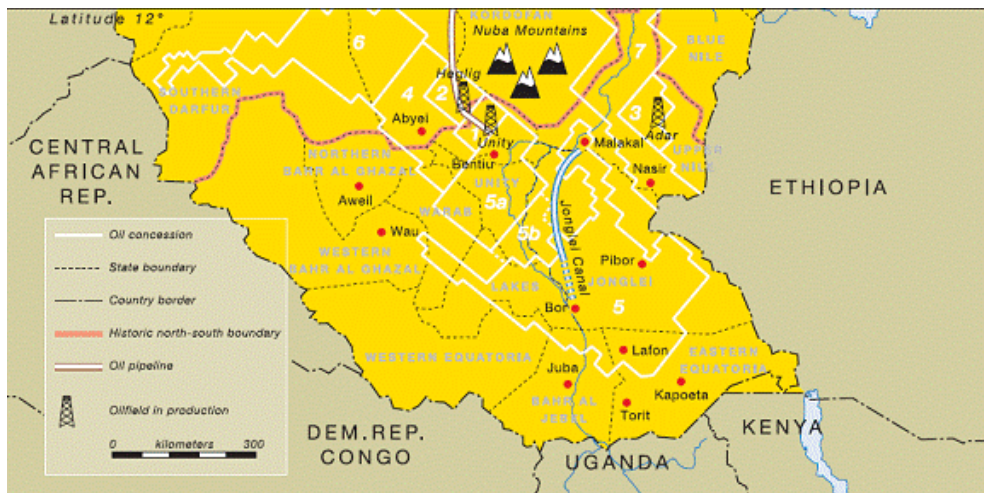 Latitude 12°
KORDOFAN
Nuba Mountains
6
7
BLUE
NILE
Heglig
SOUTHERN
DARFUR
4
2
3
Abyei
Adar
Unity
Malakal
CENTRAL
AFRICAN
REP.
NORTHERN
BAHR AL GHAZAL
Bentiu
UPPER
NILE
Nasir
UNITY
ETHIOPIA
Aweil
WARAB
5a
Jonglei Canal
Wau
5b
WESTERN
BAHR AL GHAZAL
Pibor
LAKES
JONGLEI
Bor
5
Oil concession
State boundary
Country border
Historic north-south boundary
Oil pipeline
Oilfield in production
0 kilometers 300
WESTERN EQUATORIA
Lafon
EASTERN
EQUATORIA
Juba
Kapoeta
BAHR AL
JEBEL
Torit
DEM.REP.
CONGO
KENYA
UGANDA